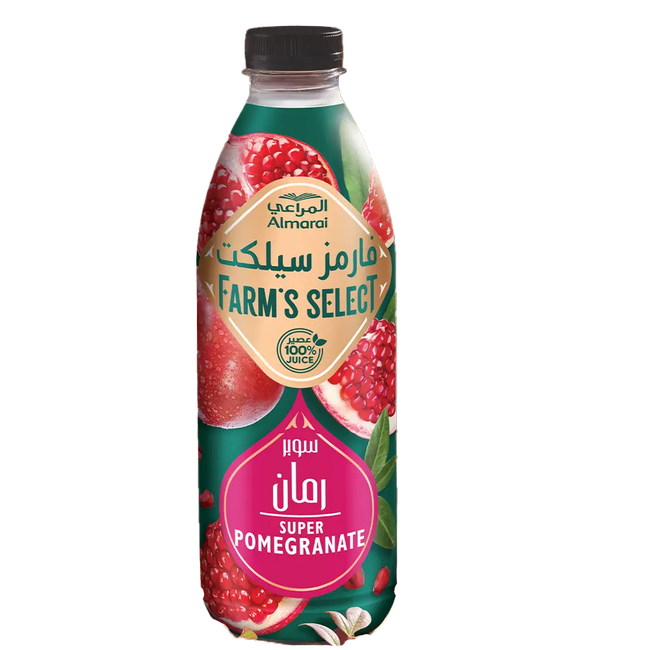 المراعي
Almarai
فارمز سيلكت
FARM'S SELECT
عصير
100%
JUICE
سوبر
رمان
SUPER
POMEGRANATE